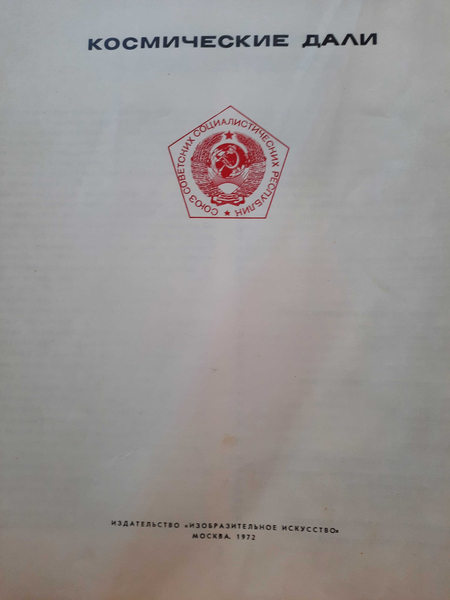 КОСМИЧЕСКИЕ ДАЛИ
СОЮЗ СОВЕТСКИХ СОЦИАЛИСТИЧЕСКИХ РЕСПУБЛИК
ИЗДАТЕЛЬСТВО «ИЗОБРАЗИТЕЛЬНОЕ ИСКУССТВО»
МОСКВА. 1972